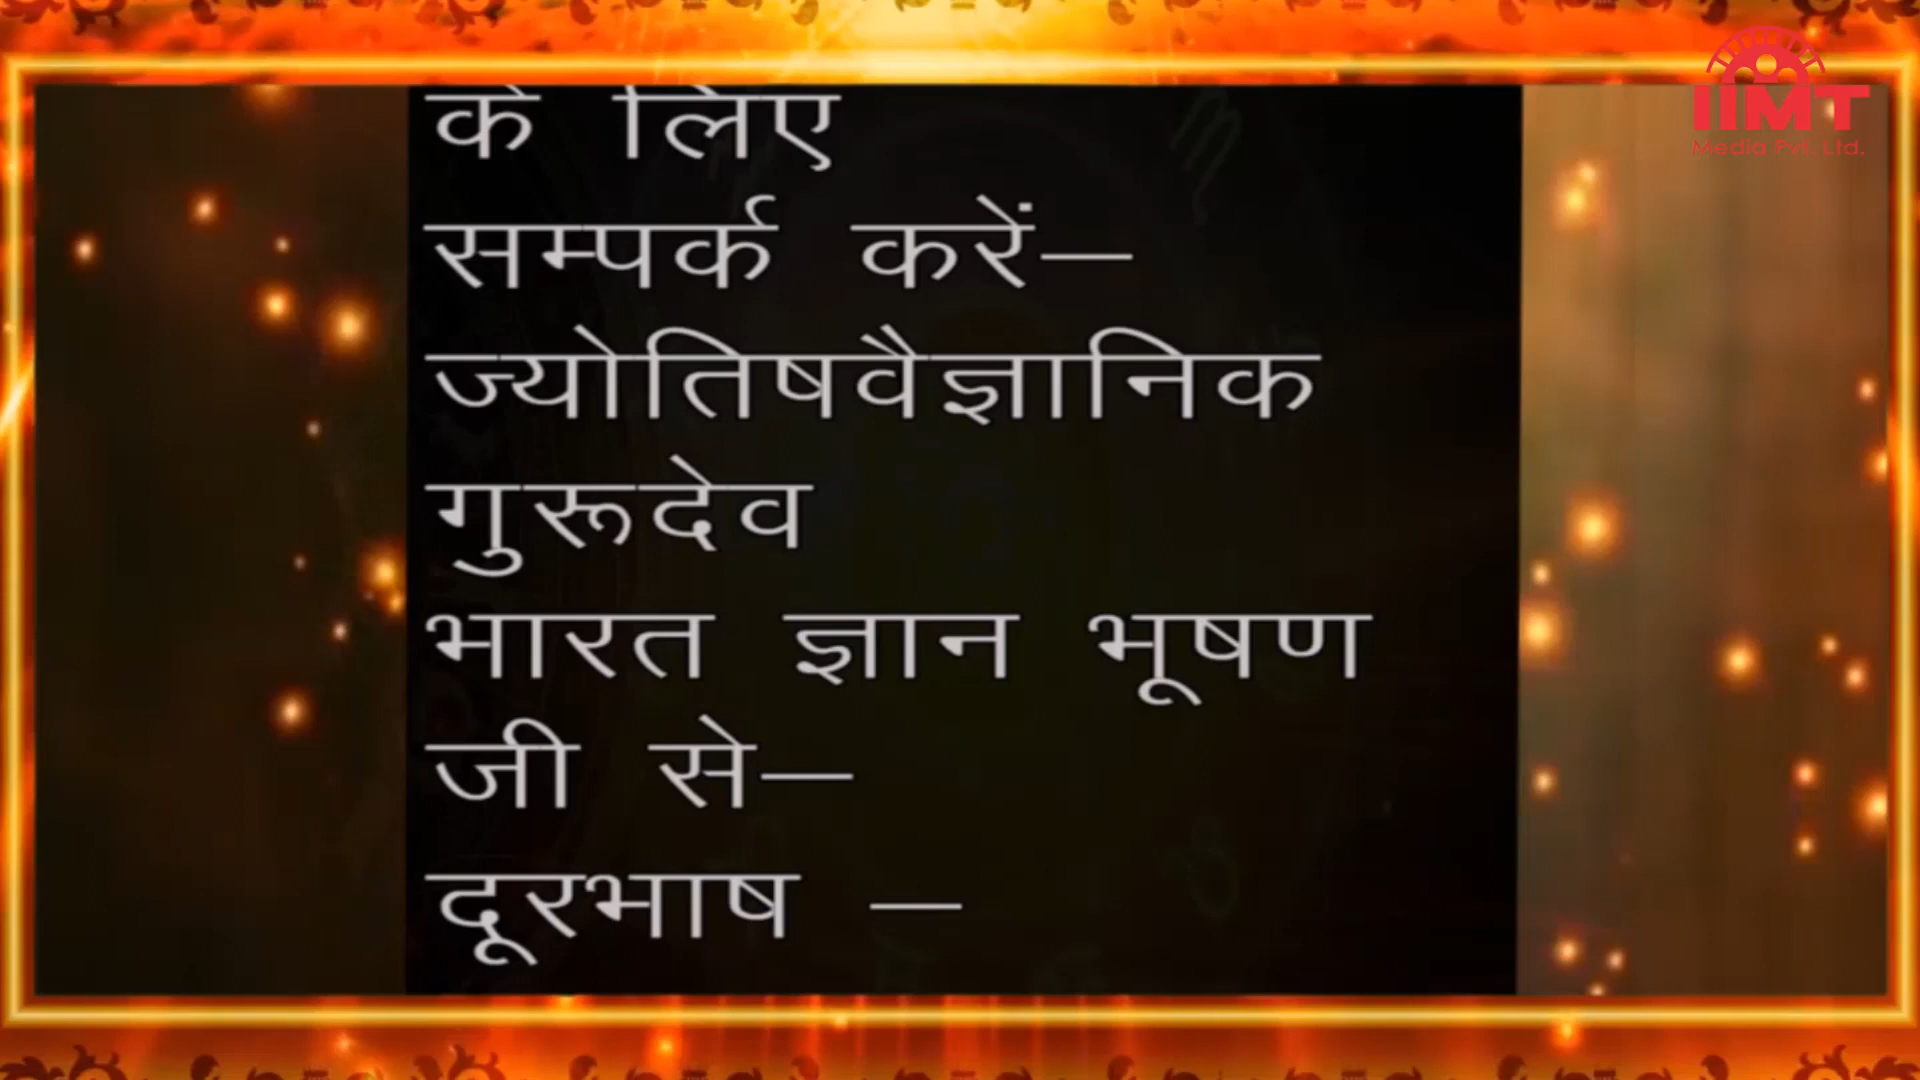 के लिए
सम्पर्क करें—
ज्योतिषवैज्ञानिक
गुरूदेव
भारत ज्ञान भूषण
जी से—
दूरभाष —
IIMT
Media Pvt. Ltd.